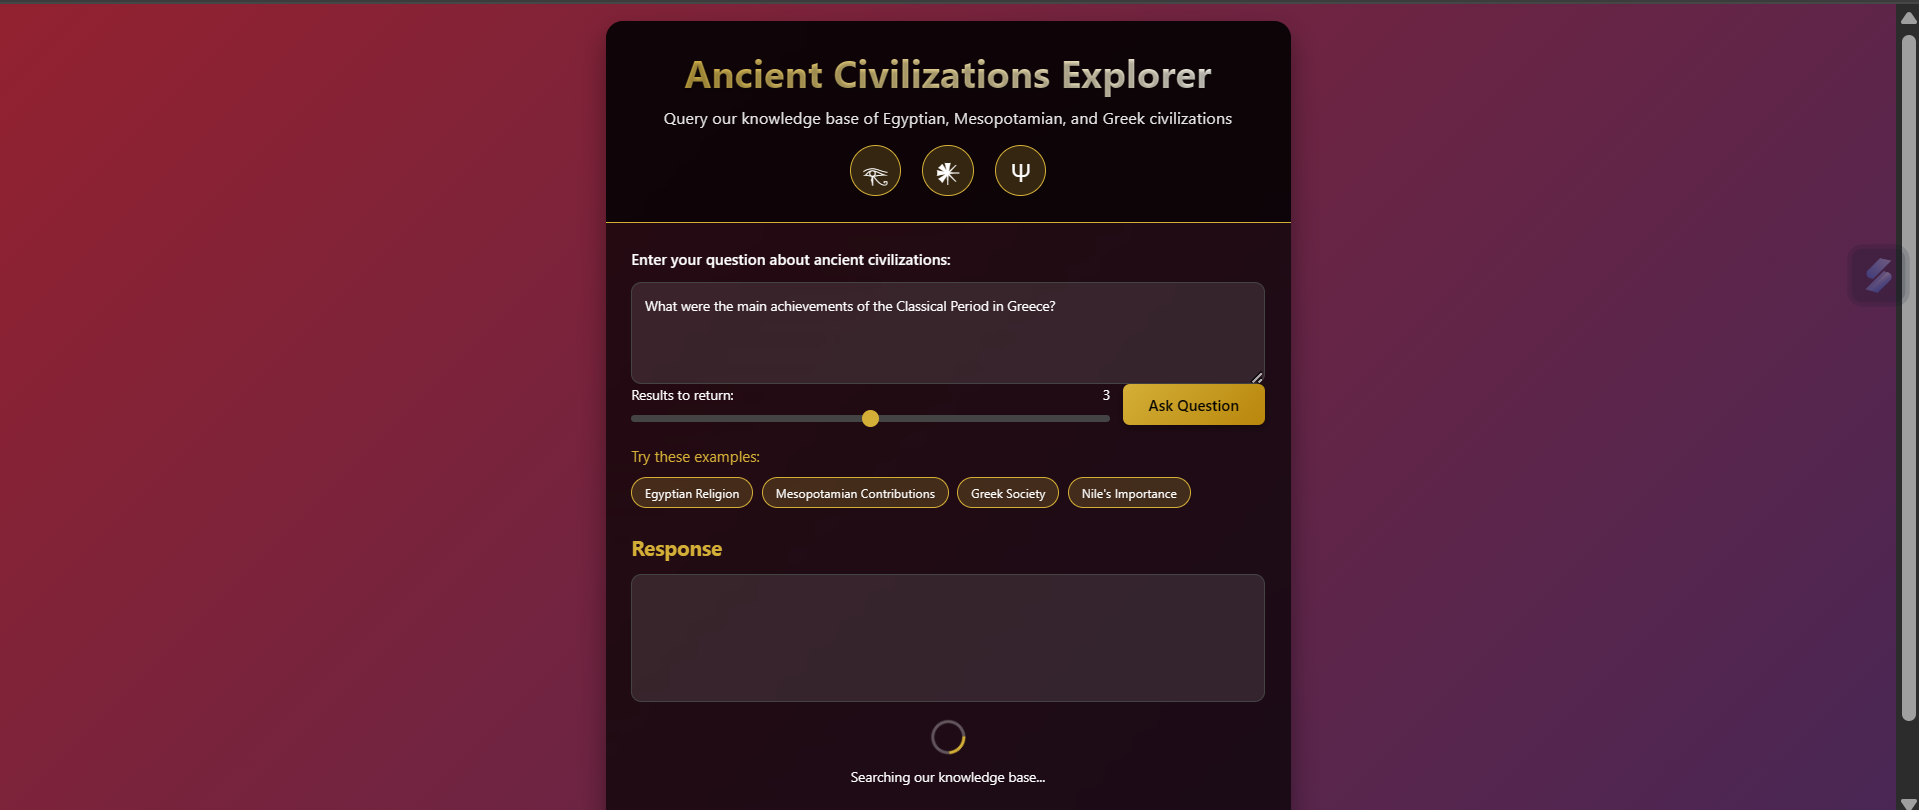 Ancient Civilizations Explorer
Query our knowledge base of Egyptian, Mesopotamian, and Greek civilizations
𓂀 𒀭 Ψ
Enter your question about ancient civilizations:
What were the main achievements of the Classical Period in Greece?
Results to return: 3
Ask Question
Try these examples:
Egyptian Religion Mesopotamian Contributions Greek Society Nile's Importance
Response
Searching our knowledge base...